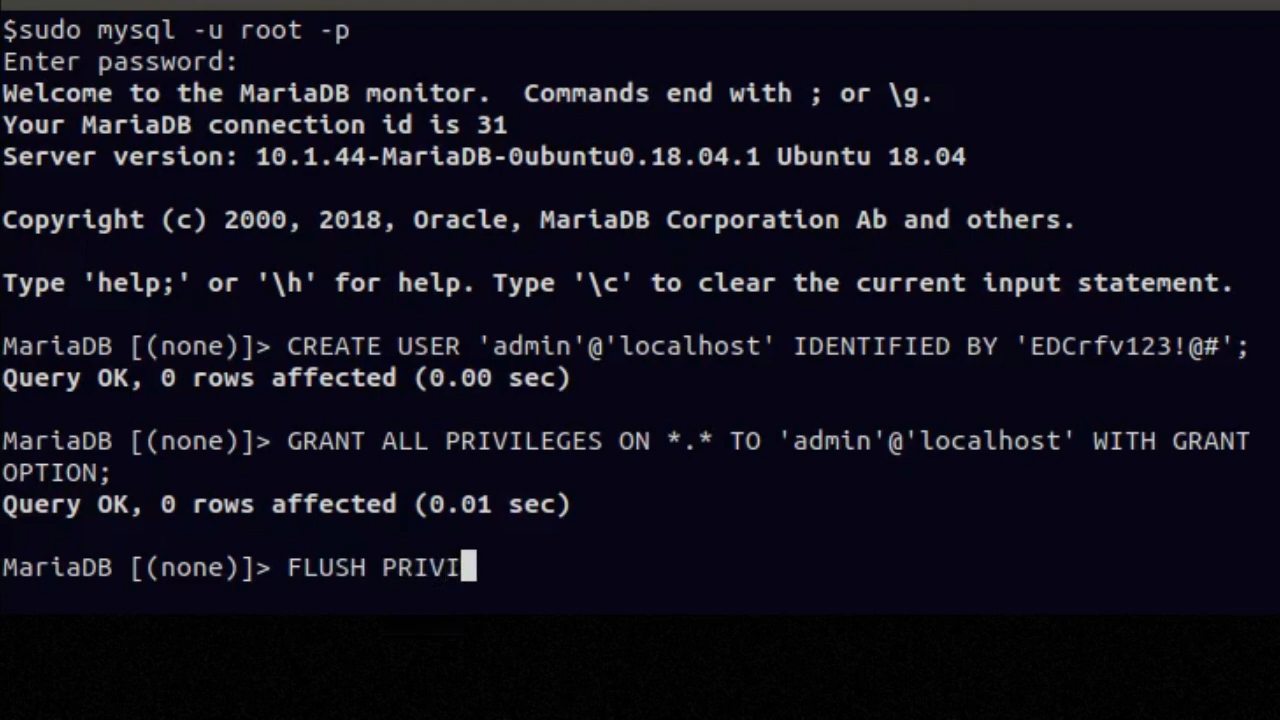 $sudo mysql -u root -p
Enter password:
Welcome to the MariaDB monitor.  Commands end with ; or \g.
Your MariaDB connection id is 31
Server version: 10.1.44-MariaDB-0ubuntu0.18.04.1 Ubuntu 18.04
Copyright (c) 2000, 2018, Oracle, MariaDB Corporation Ab and others.
Type 'help;' or '\h' for help. Type '\c' to clear the current input statement.
MariaDB [(none)]> CREATE USER 'admin'@'localhost' IDENTIFIED BY 'EDCrfv123!@#';
Query OK, 0 rows affected (0.00 sec)
MariaDB [(none)]> GRANT ALL PRIVILEGES ON *.* TO 'admin'@'localhost' WITH GRANT
OPTION;
Query OK, 0 rows affected (0.01 sec)
MariaDB [(none)]> FLUSH PRIVI